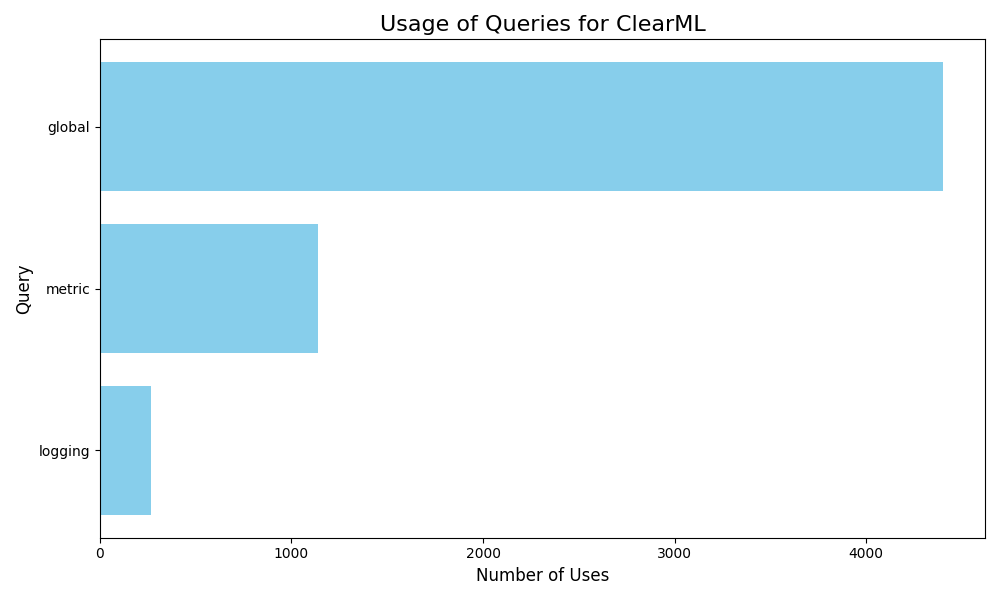 Usage of Queries for ClearML
global
metric
logging
Query
0 1000 2000 3000 4000
Number of Uses